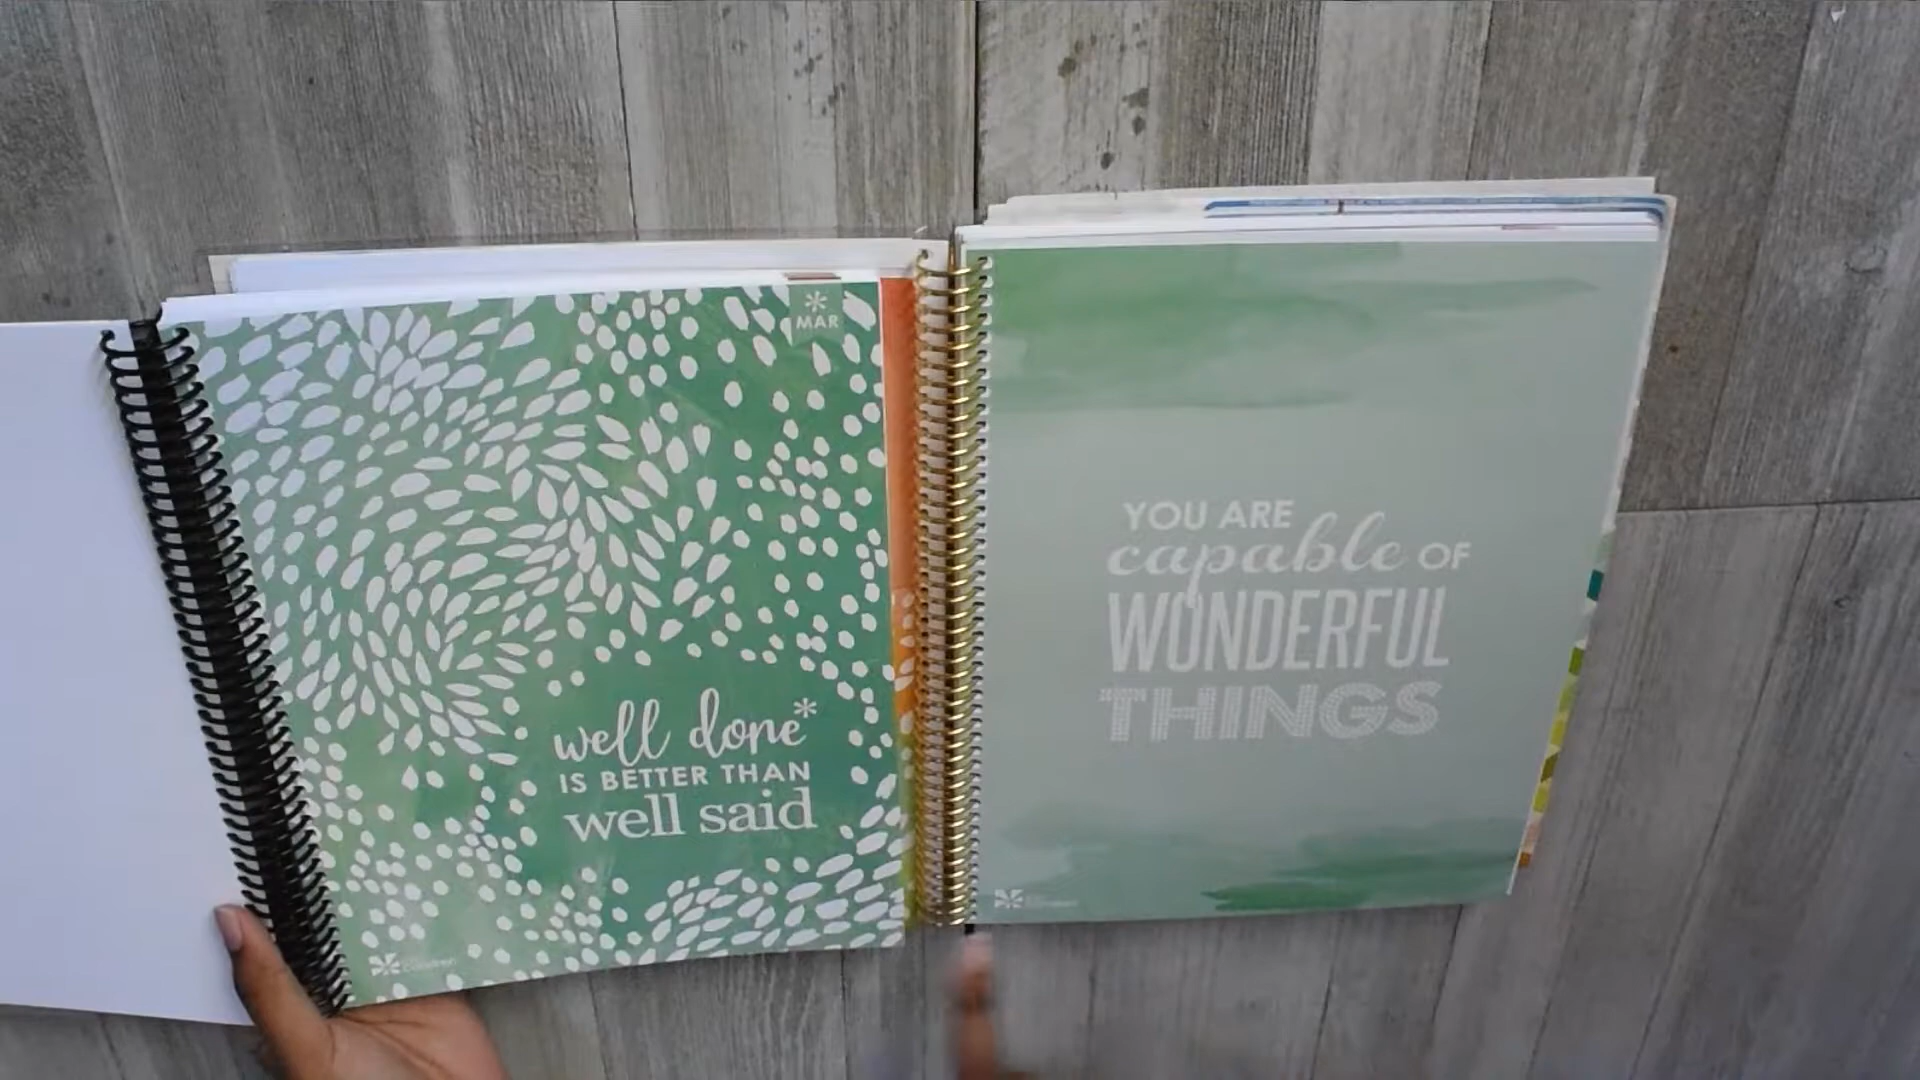 MAR
well done*
IS BETTER THAN
well said
YOU ARE
capable OF
WONDERFUL
THINGS